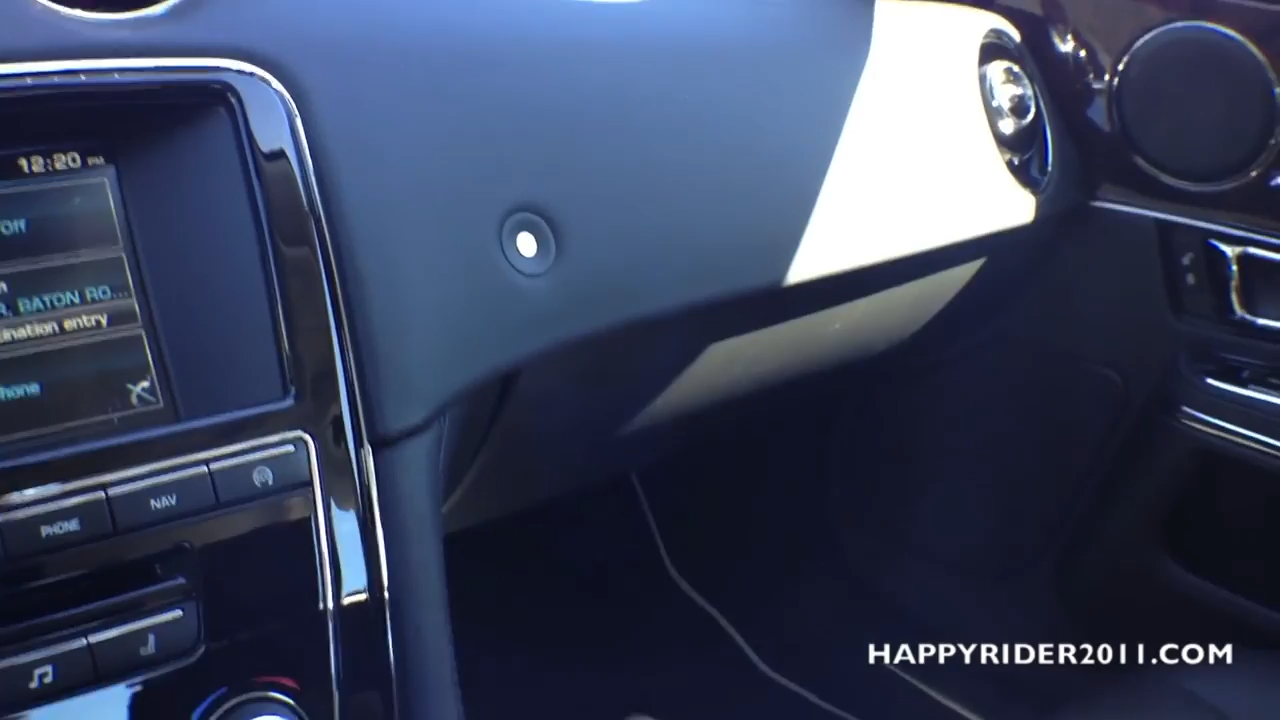 12:20 PM
Off
R, BATON RO...
ination entry
hone
PHONE
NAV
HAPPYRIDER2011.COM